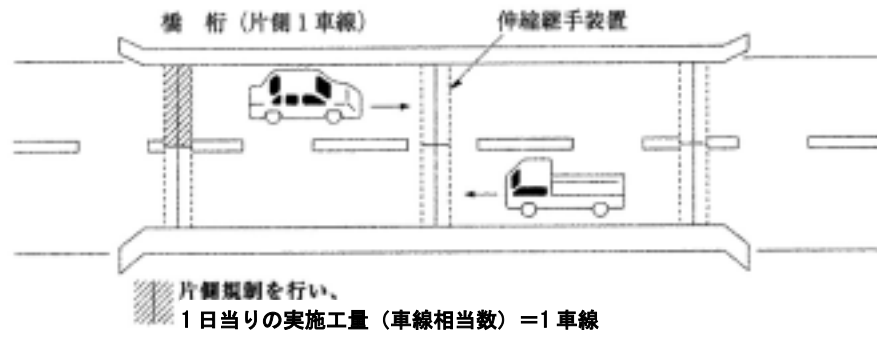 橋 桁（片側１車線）
伸縮継手装置
片側規制を行い、
１日当りの実施工量（車線相当数）＝1 車線